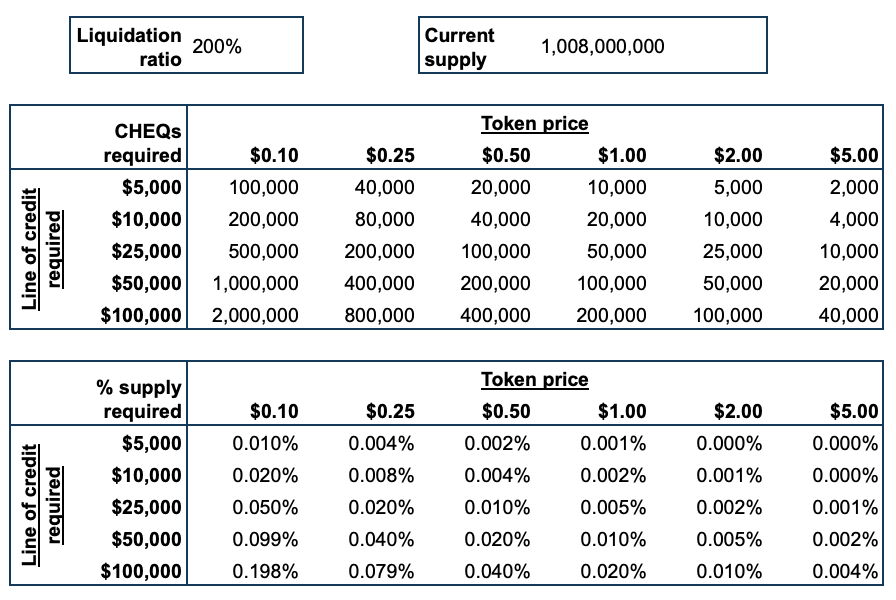 Liquidation ratio 200%
Current supply 1,008,000,000
Token price
CHEQs required $0.10 $0.25 $0.50 $1.00 $2.00 $5.00
Line of credit required
$5,000 100,000 40,000 20,000 10,000 5,000 2,000
$10,000 200,000 80,000 40,000 20,000 10,000 4,000
$25,000 500,000 200,000 100,000 50,000 25,000 10,000
$50,000 1,000,000 400,000 200,000 100,000 50,000 20,000
$100,000 2,000,000 800,000 400,000 200,000 100,000 40,000
Token price
% supply required $0.10 $0.25 $0.50 $1.00 $2.00 $5.00
Line of credit required
$5,000 0.010% 0.004% 0.002% 0.001% 0.000% 0.000%
$10,000 0.020% 0.008% 0.004% 0.002% 0.001% 0.000%
$25,000 0.050% 0.020% 0.010% 0.005% 0.002% 0.001%
$50,000 0.099% 0.040% 0.020% 0.010% 0.005% 0.002%
$100,000 0.198% 0.079% 0.040% 0.020% 0.010% 0.004%